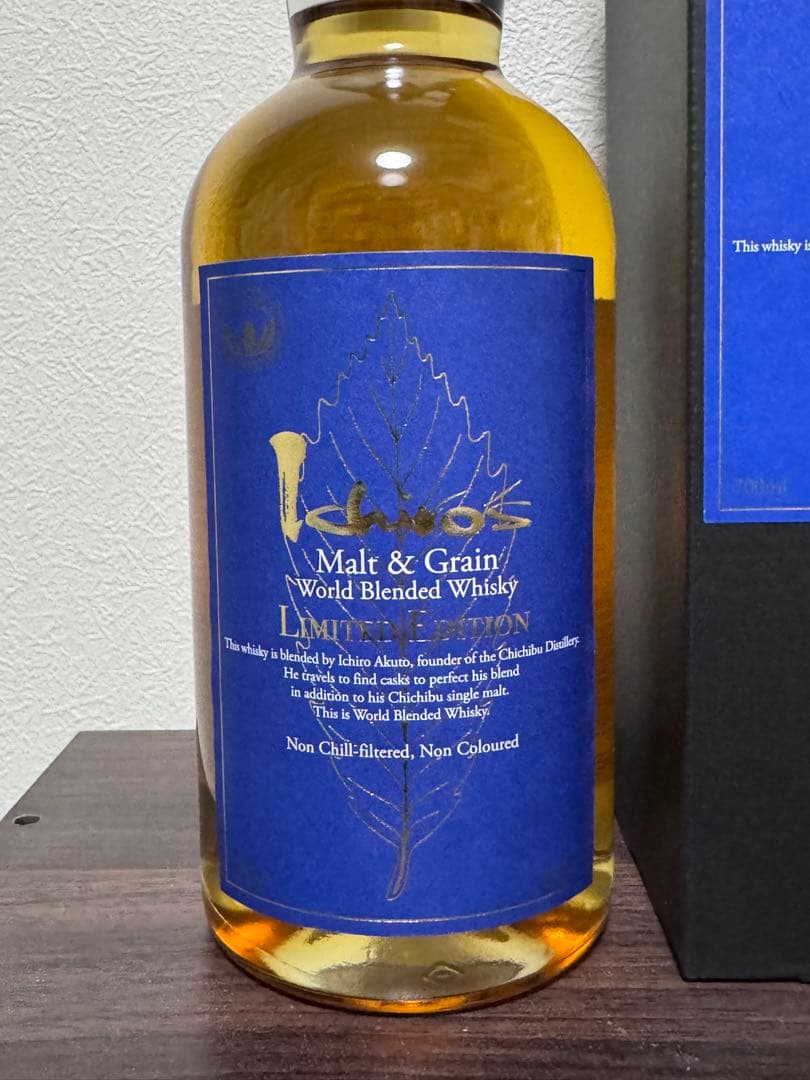 Ichiro's
Malt & Grain
World Blended Whisky
LIMITED EDITION
This whisky is blended by Ichiro Akuto, founder of the Chichibu Distillery.
He travels to find casks to perfect his blend
in addition to his Chichibu single malt.
This is World Blended Whisky.
Non Chill-filtered, Non Coloured
This whisky is
700ml